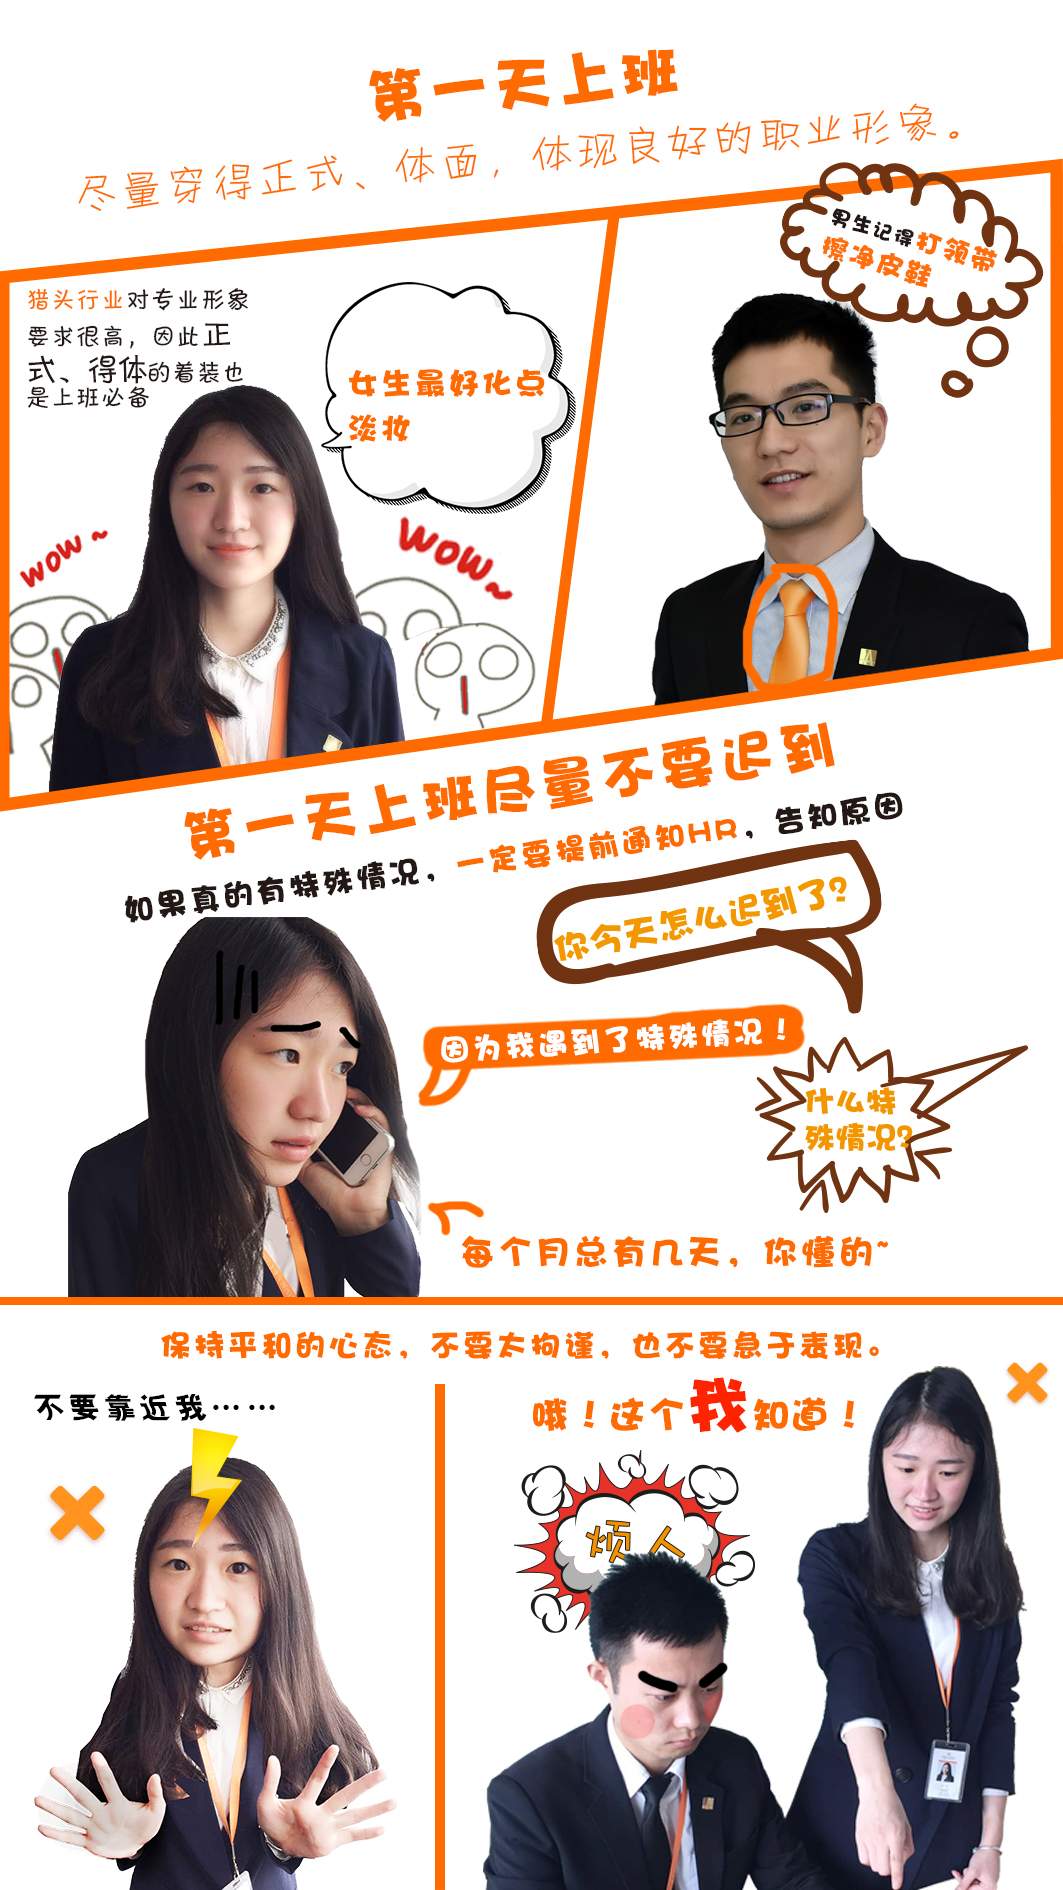 第一天上班
尽量穿得正式、体面，体现良好的职业形象。
猎头行业对专业形象
要求很高，因此正
式、得体的着装也
是上班必备
女生最好化点
淡妆
男生记得打领带
擦净皮鞋
wow~
wow~
第一天上班尽量不要迟到
如果真的有特殊情况，一定要提前通知HR，告知原因
你今天怎么迟到了？
因为我遇到了特殊情况！
什么特
殊情况？
每个月总有几天，你懂的~
保持平和的心态，不要太拘谨，也不要急于表现。
不要靠近我……
哦！这个我知道！
烦人